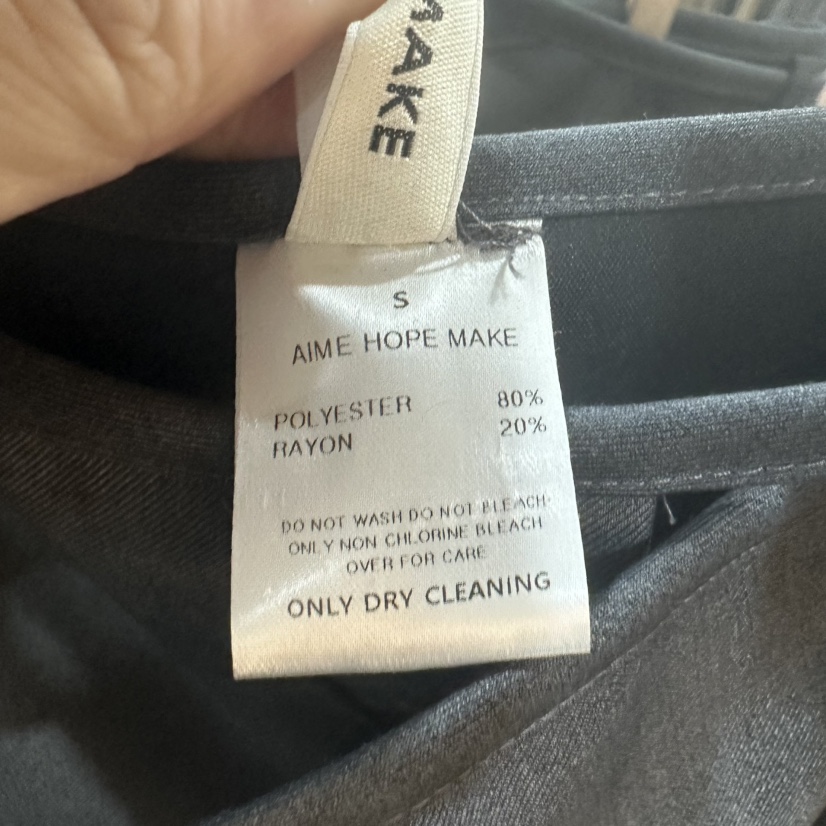 MAKE
S
AIME HOPE MAKE
POLYESTER 80%
RAYON 20%
DO NOT WASH DO NOT BLEACH
ONLY NON CHLORINE BLEACH
OVER FOR CARE
ONLY DRY CLEANING